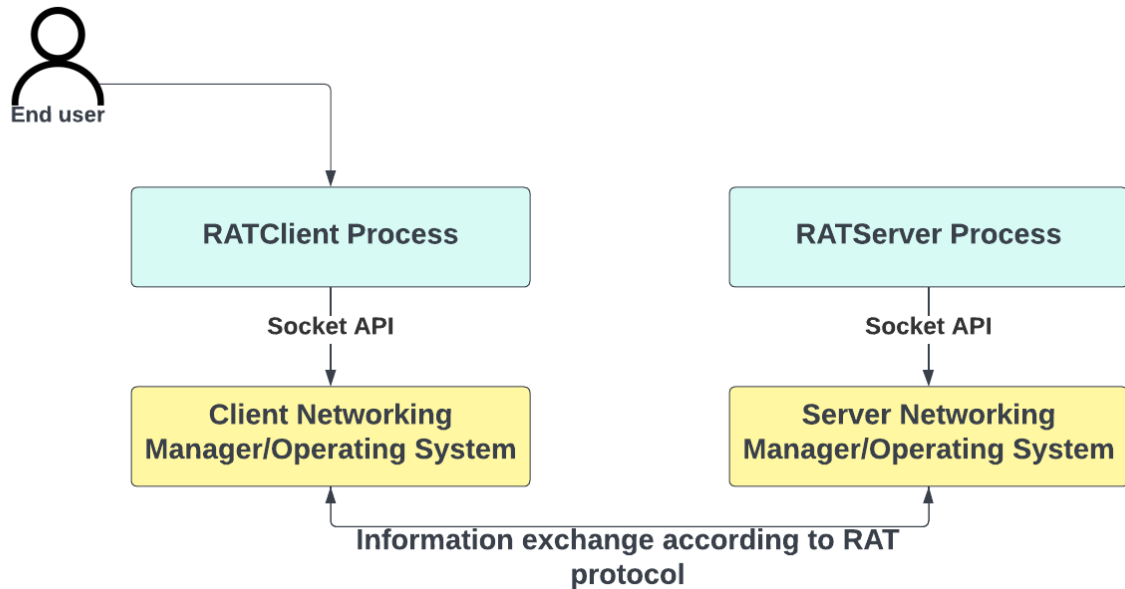 End user
RATClient Process
RATServer Process
Socket API
Socket API
Client Networking
Manager/Operating System
Server Networking
Manager/Operating System
Information exchange according to RAT
protocol